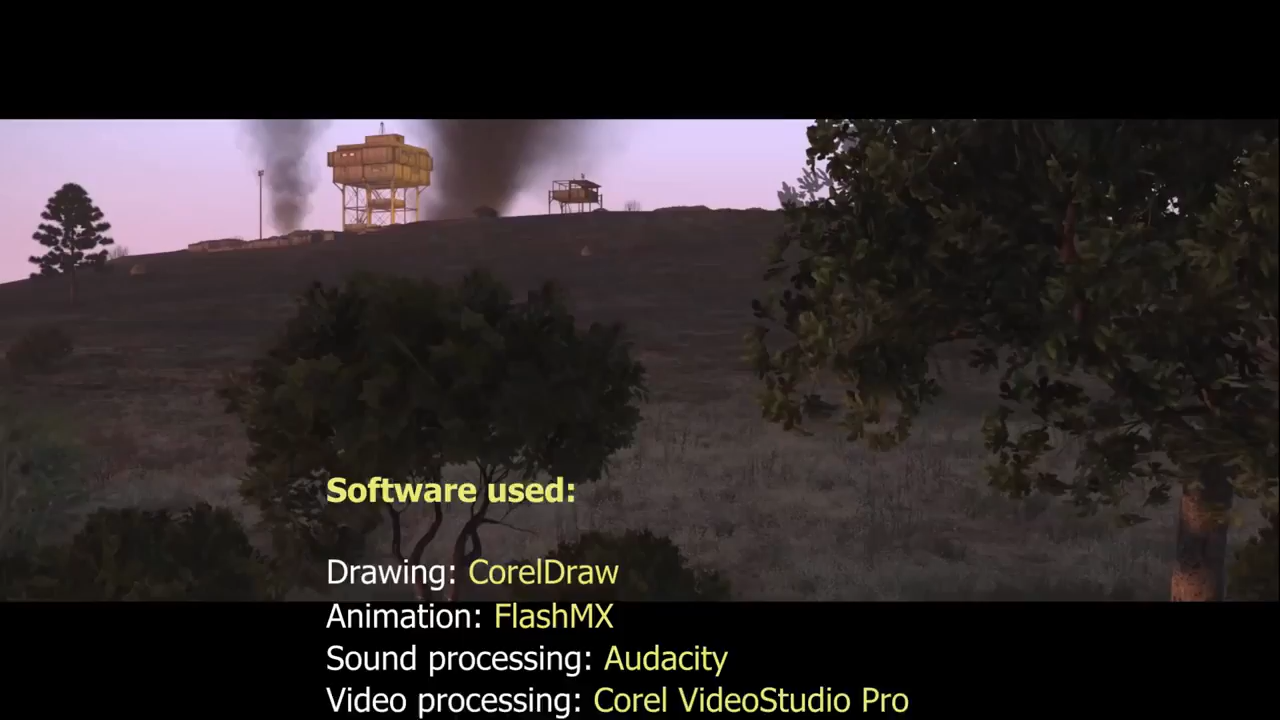 Software used:
Drawing: CorelDraw
Animation: FlashMX
Sound processing: Audacity
Video processing: Corel VideoStudio Pro